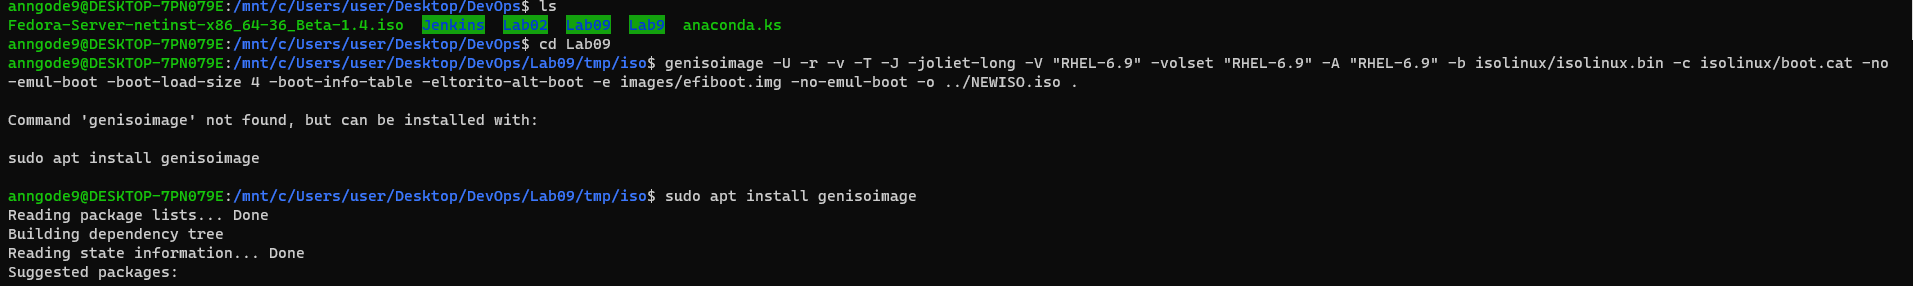 anngode9@DESKTOP-7PN079E:/mnt/c/Users/user/Desktop/DevOps$ ls
Fedora-Server-netinst-x86_64-36_Beta-1.4.iso  Jenkins  Lab02  Lab09  Lab9  anaconda.ks
anngode9@DESKTOP-7PN079E:/mnt/c/Users/user/Desktop/DevOps$ cd Lab09
anngode9@DESKTOP-7PN079E:/mnt/c/Users/user/Desktop/DevOps/Lab09/tmp/iso$ genisoimage -U -r -v -T -J -joliet-long -V "RHEL-6.9" -volset "RHEL-6.9" -A "RHEL-6.9" -b isolinux/isolinux.bin -c isolinux/boot.cat -no
-emul-boot -boot-load-size 4 -boot-info-table -eltorito-alt-boot -e images/efiboot.img -no-emul-boot -o ../NEWISO.iso .
Command 'genisoimage' not found, but can be installed with:
sudo apt install genisoimage
anngode9@DESKTOP-7PN079E:/mnt/c/Users/user/Desktop/DevOps/Lab09/tmp/iso$ sudo apt install genisoimage
Reading package lists... Done
Building dependency tree
Reading state information... Done
Suggested packages: